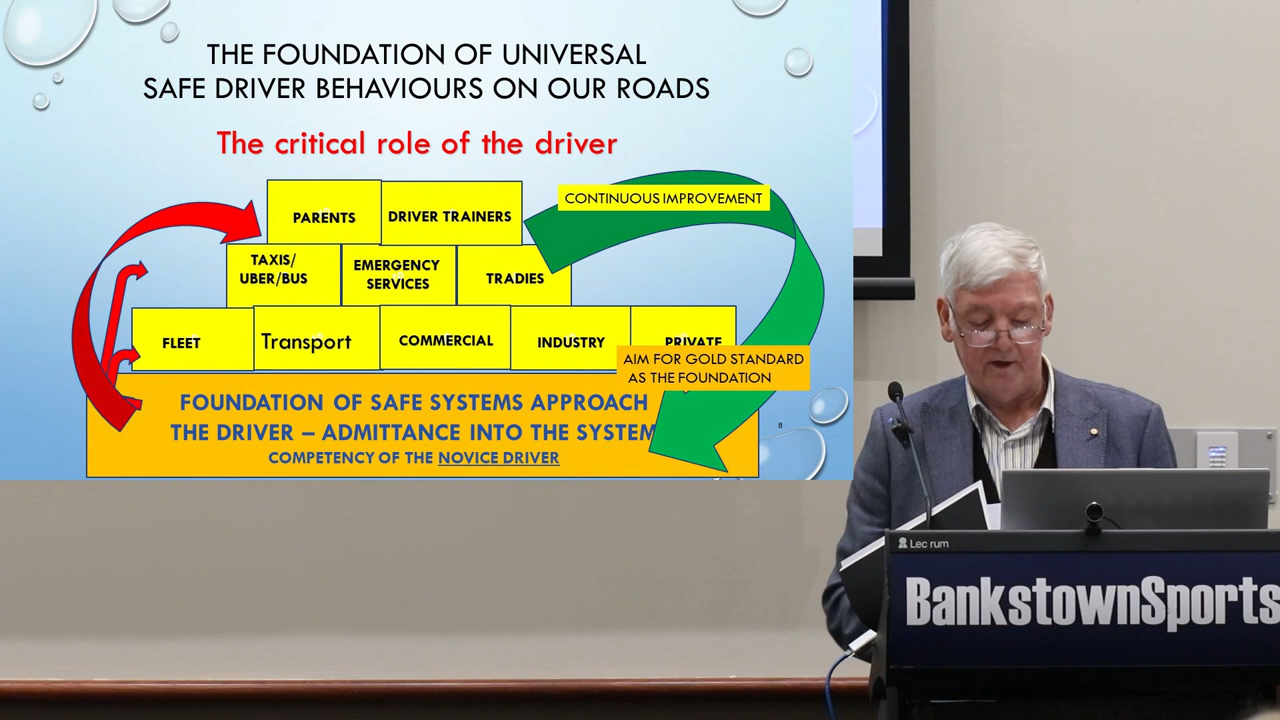 THE FOUNDATION OF UNIVERSAL
SAFE DRIVER BEHAVIOURS ON OUR ROADS
The critical role of the driver
CONTINUOUS IMPROVEMENT
PARENTS
DRIVER TRAINERS
TAXIS/
UBER/BUS
EMERGENCY
SERVICES
TRADIES
FLEET
Transport
COMMERCIAL
INDUSTRY
PRIVATE
AIM FOR GOLD STANDARD
AS THE FOUNDATION
FOUNDATION OF SAFE SYSTEMS APPROACH
THE DRIVER – ADMITTANCE INTO THE SYSTEM
COMPETENCY OF THE NOVICE DRIVER
8
BankstownSports